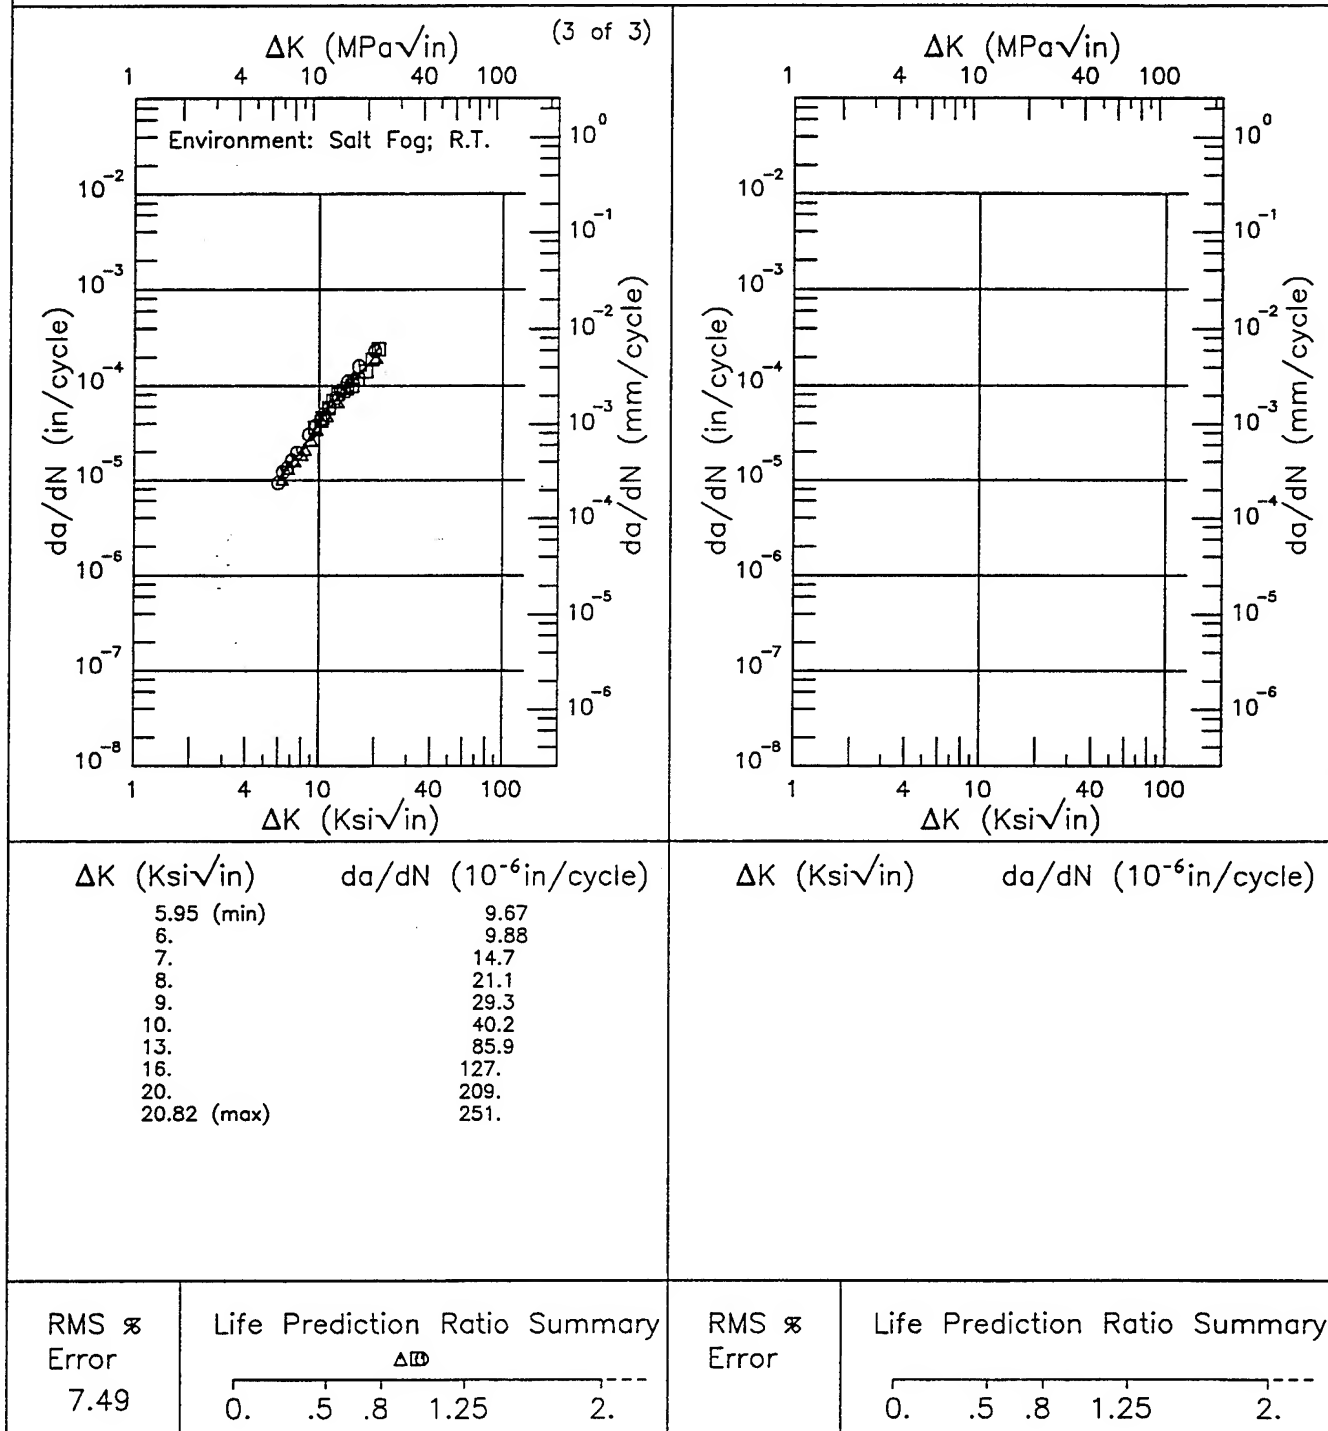 (3 of 3)
ΔK (MPa√in)
1 4 10 40 100
Environment: Salt Fog; R.T.
10⁻²
10⁻³
10⁻⁴
10⁻⁵
10⁻⁶
10⁻⁷
10⁻⁸
da/dN (in/cycle)
10⁰
10⁻¹
10⁻²
10⁻³
10⁻⁴
10⁻⁵
10⁻⁶
da/dN (mm/cycle)
1 4 10 40 100
ΔK (Ksi√in)
ΔK (MPa√in)
1 4 10 40 100
10⁻²
10⁻³
10⁻⁴
10⁻⁵
10⁻⁶
10⁻⁷
10⁻⁸
da/dN (in/cycle)
10⁰
10⁻¹
10⁻²
10⁻³
10⁻⁴
10⁻⁵
10⁻⁶
da/dN (mm/cycle)
1 4 10 40 100
ΔK (Ksi√in)
ΔK (Ksi√in) da/dN (10⁻⁶in/cycle)
5.95 (min) 9.67
6. 9.88
7. 14.7
8. 21.1
9. 29.3
10. 40.2
13. 85.9
16. 127.
20. 209.
20.82 (max) 251.
ΔK (Ksi√in) da/dN (10⁻⁶in/cycle)
RMS %
Error
7.49
Life Prediction Ratio Summary
0. .5 .8 1.25 2.
RMS %
Error
Life Prediction Ratio Summary
0. .5 .8 1.25 2.